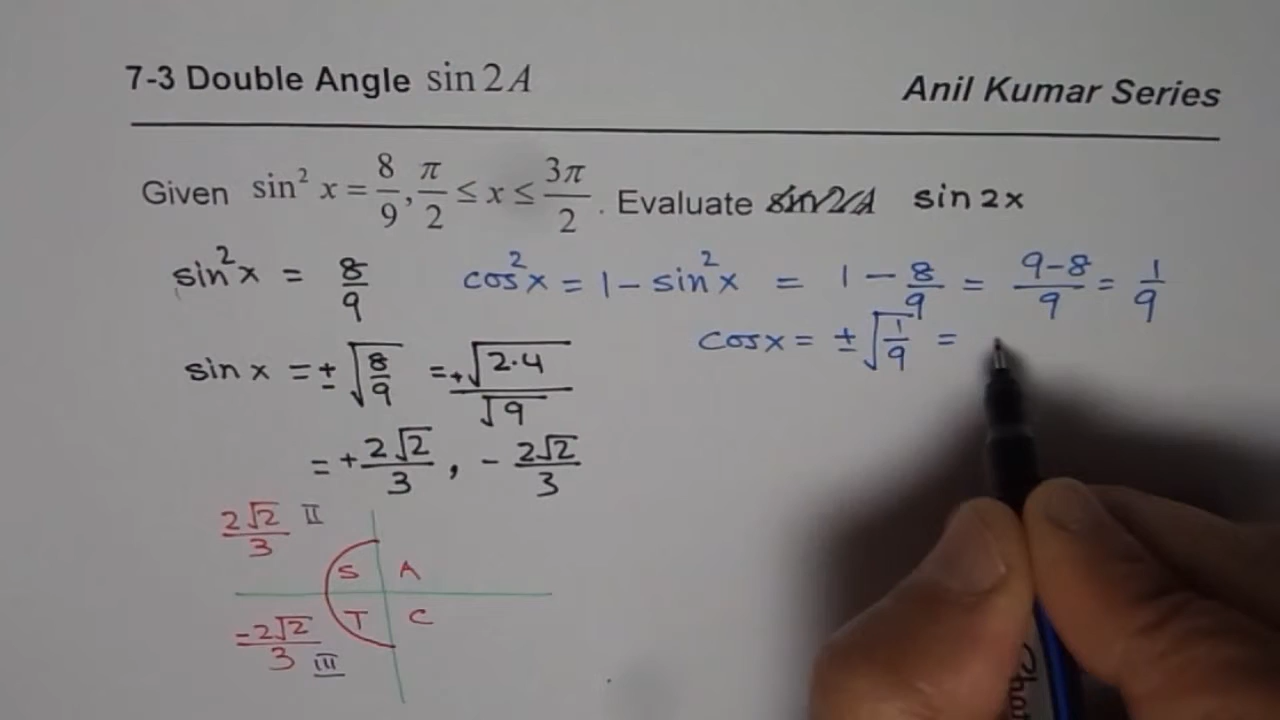 7-3 Double Angle sin 2A
Anil Kumar Series
Given sin² x = 8/9, π/2 ≤ x ≤ 3π/2 . Evaluate sin 2A sin 2x
sin²x = 8/9
cos²x = 1 − sin²x = 1 − 8/9 = (9−8)/9 = 1/9
cos x = ±√(1/9) =
sin x = ±√(8/9) = +√(2·4)/√9
= +2√2/3 , −2√2/3
2√2/3 II
S A
T C
−2√2/3 III